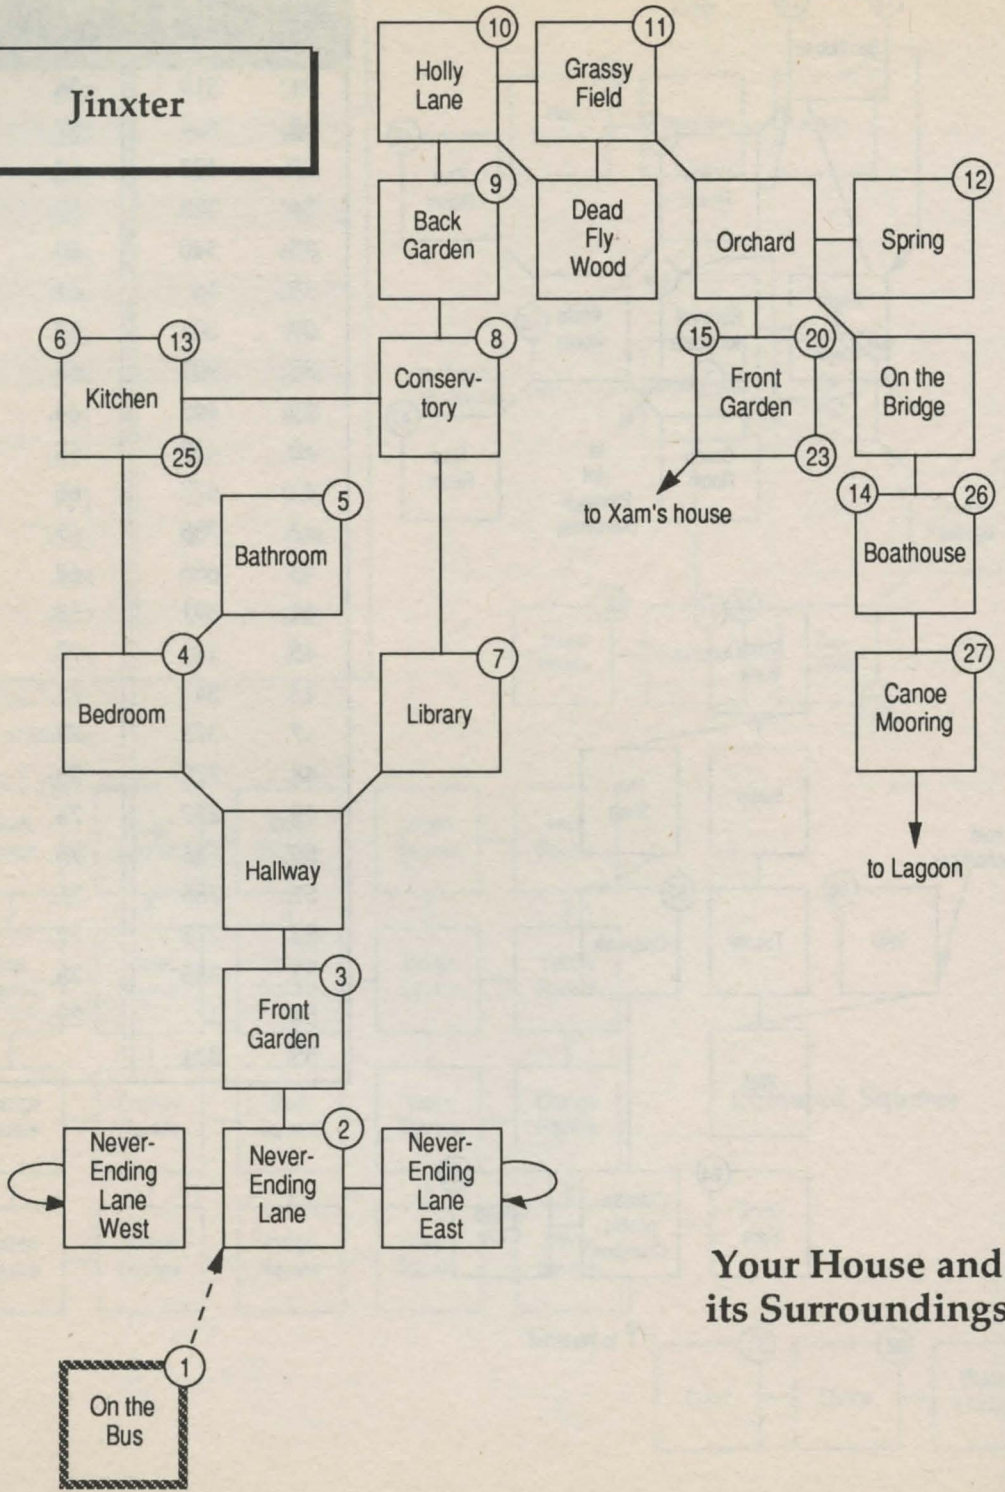 Jinxter
10
Holly
Lane
11
Grassy
Field
9
Back
Garden
Dead
Fly
Wood
Orchard
12
Spring
6
13
Kitchen
25
8
Conserv-
tory
15
20
Front
Garden
23
to Xam's house
On the
Bridge
5
Bathroom
14
26
Boathouse
4
Bedroom
7
Library
27
Canoe
Mooring
Hallway
to Lagoon
3
Front
Garden
Never-
Ending
Lane
West
2
Never-
Ending
Lane
Never-
Ending
Lane
East
Your House and
its Surroundings
1
On the
Bus